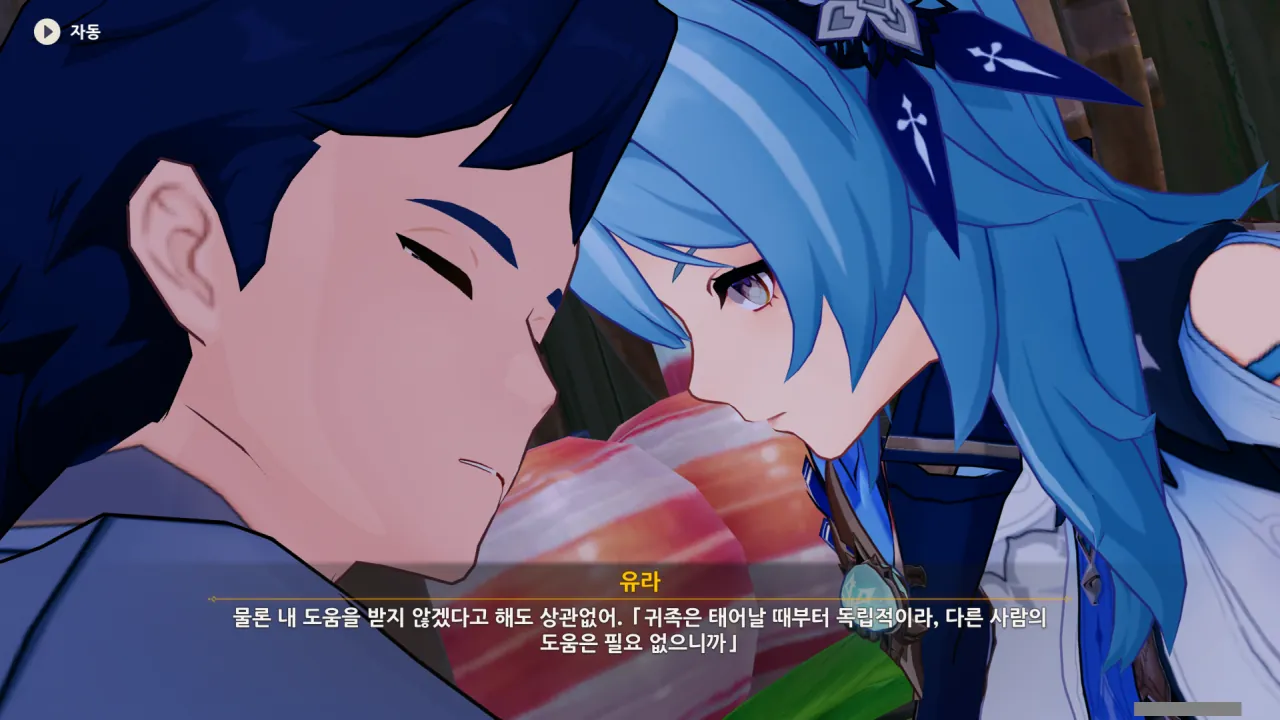 자동
유라
물론 내 도움을 받지 않겠다고 해도 상관없어. 「귀족은 태어날 때부터 독립적이라, 다른 사람의
도움은 필요 없으니까」